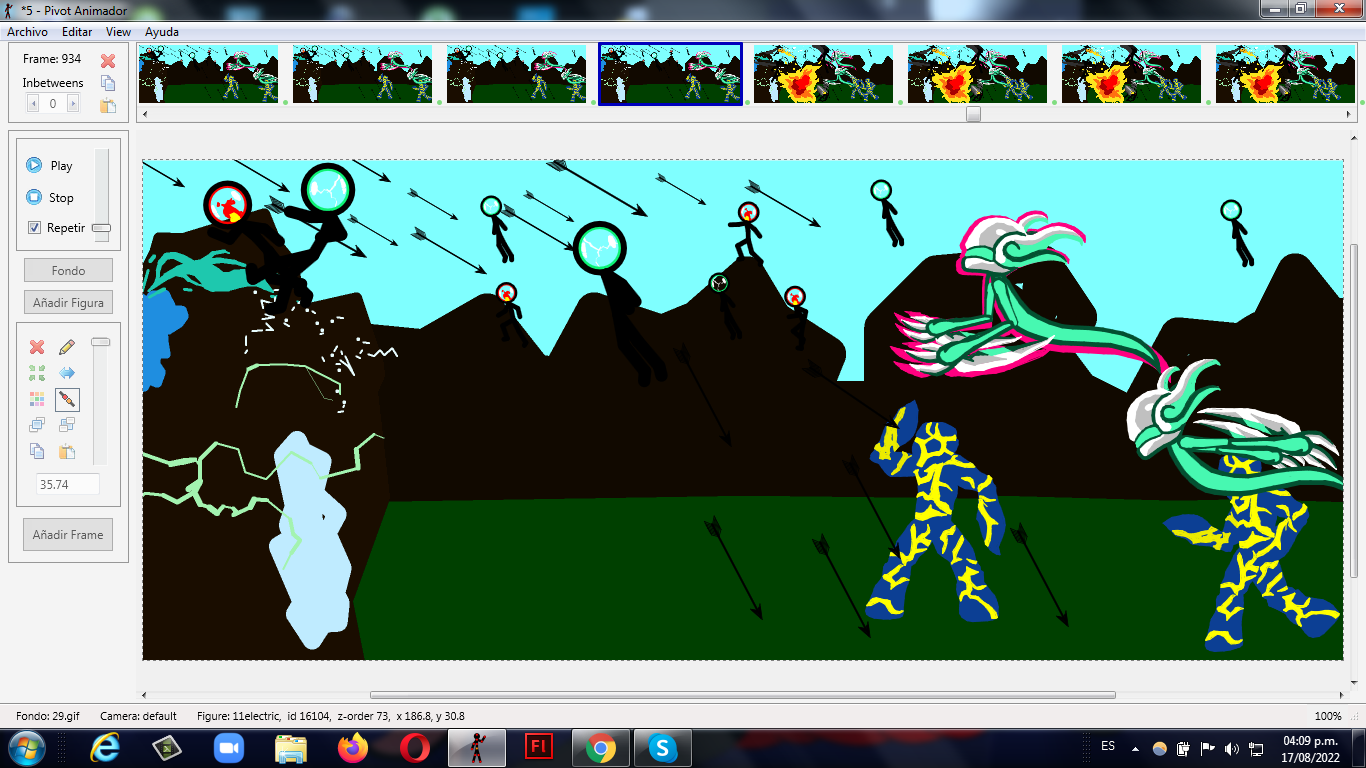 *5 - Pivot Animador
Archivo Editar View Ayuda
Frame: 934
Inbetweens
0
Play
Stop
Repetir
Fondo
Añadir Figura
35.74
Añadir Frame
Fondo: 29.gif Camera: default Figure: 11electric, id 16104, z-order 73, x 186.8, y 30.8 100%
Fl
ES
04:09 p.m.
17/08/2022